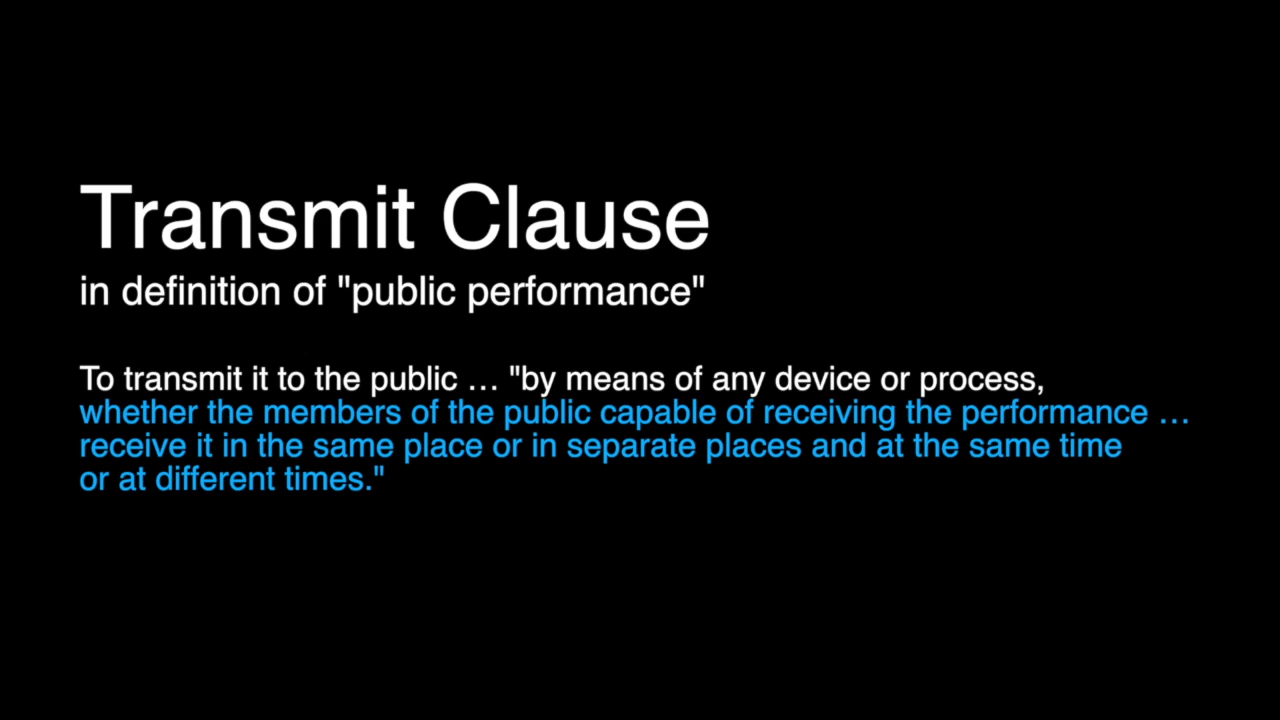 Transmit Clause
in definition of "public performance"
To transmit it to the public … "by means of any device or process,
whether the members of the public capable of receiving the performance …
receive it in the same place or in separate places and at the same time
or at different times."